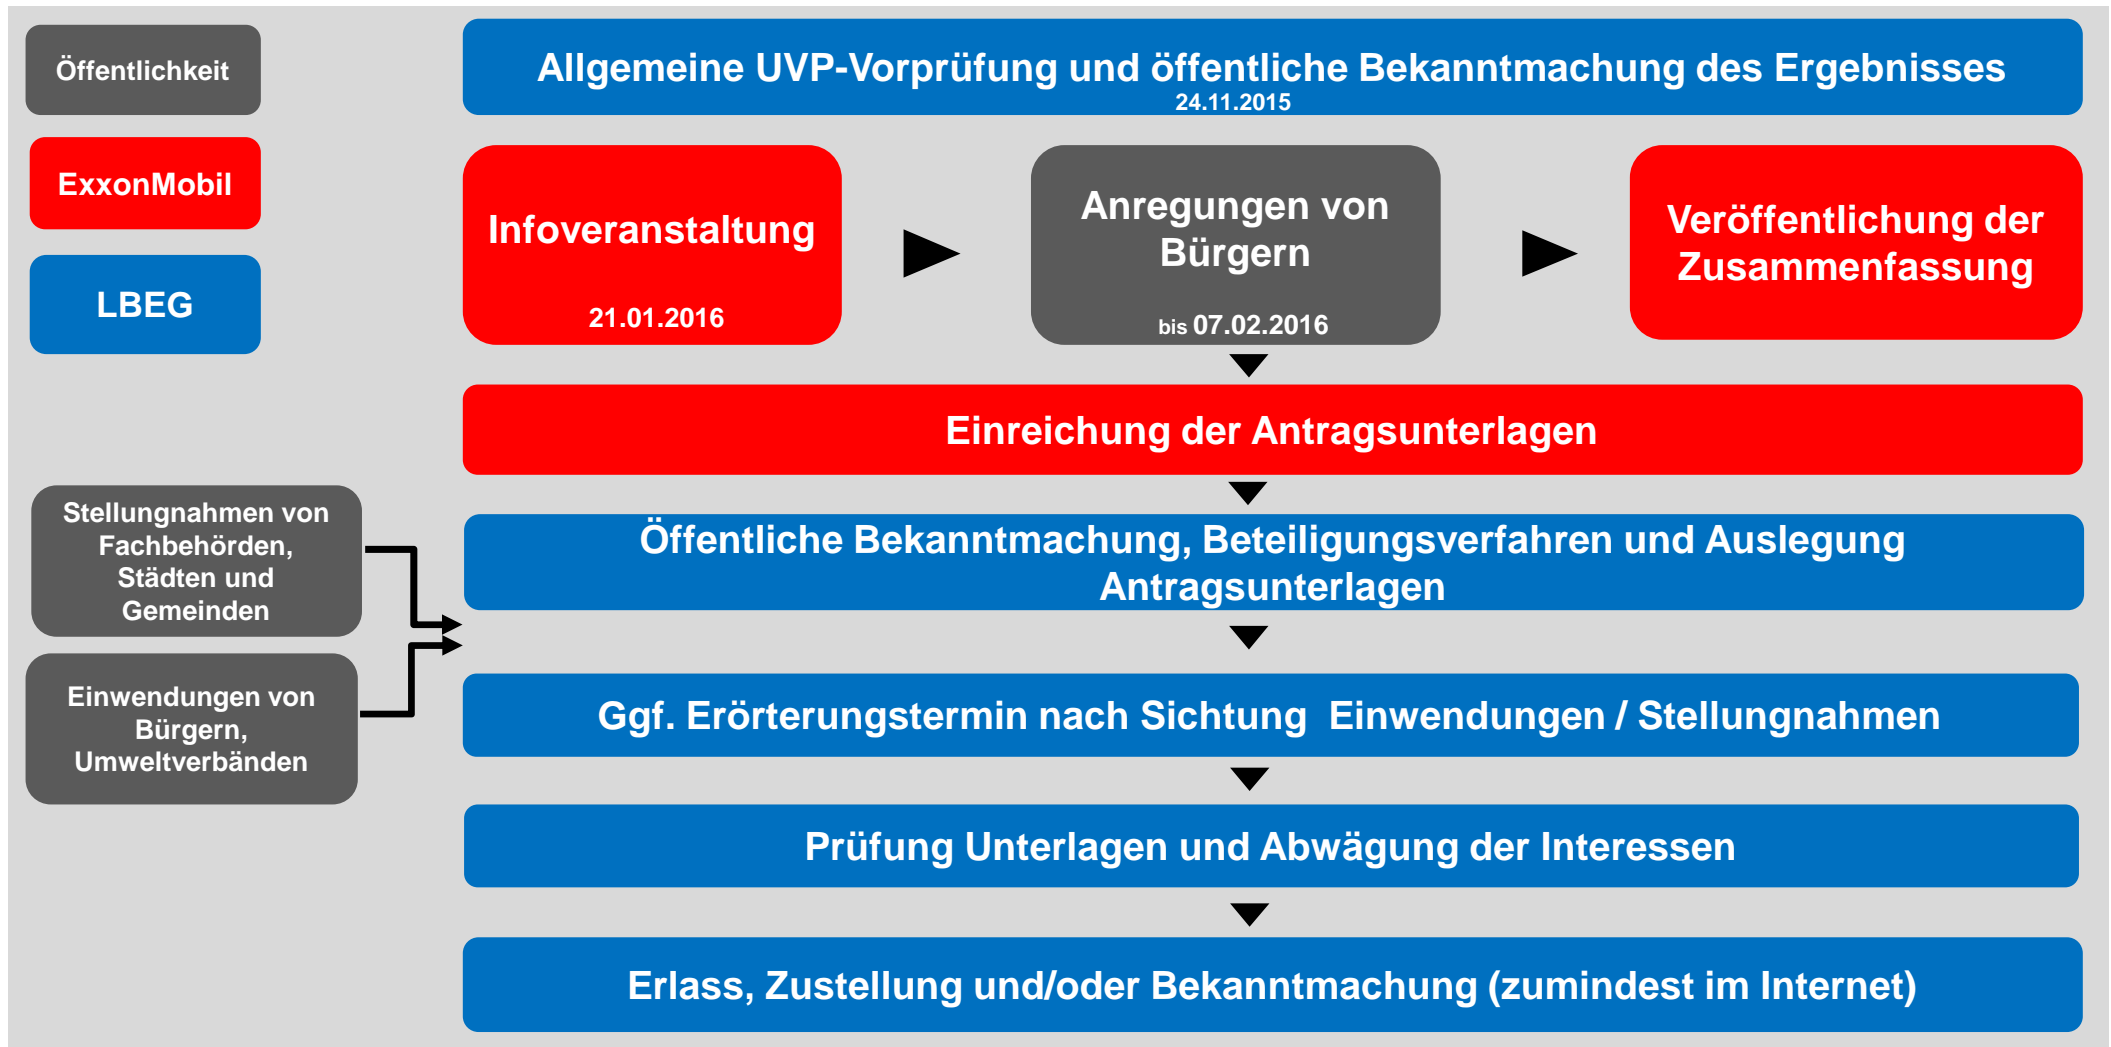 Öffentlichkeit
ExxonMobil
LBEG
Allgemeine UVP-Vorprüfung und öffentliche Bekanntmachung des Ergebnisses
24.11.2015
Infoveranstaltung
21.01.2016
Anregungen von
Bürgern
bis 07.02.2016
Veröffentlichung der
Zusammenfassung
Einreichung der Antragsunterlagen
Stellungnahmen von
Fachbehörden,
Städten und
Gemeinden
Einwendungen von
Bürgern,
Umweltverbänden
Öffentliche Bekanntmachung, Beteiligungsverfahren und Auslegung
Antragsunterlagen
Ggf. Erörterungstermin nach Sichtung  Einwendungen / Stellungnahmen
Prüfung Unterlagen und Abwägung der Interessen
Erlass, Zustellung und/oder Bekanntmachung (zumindest im Internet)